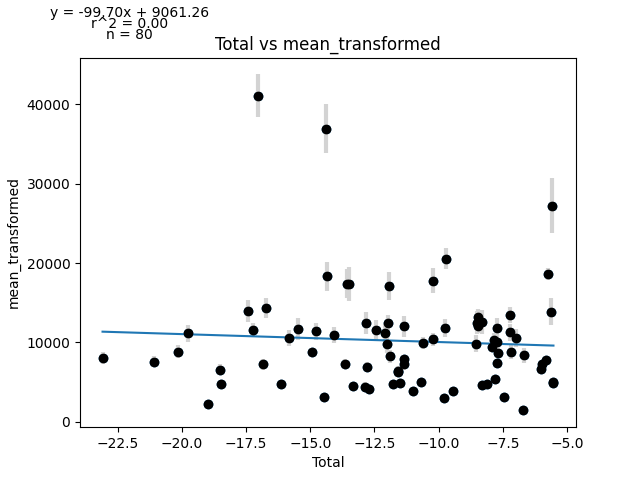 y = -99.70x + 9061.26
r^2 = 0.00
n = 80
Total vs mean_transformed
mean_transformed
40000
30000
20000
10000
0
−22.5 −20.0 −17.5 −15.0 −12.5 −10.0 −7.5 −5.0
Total